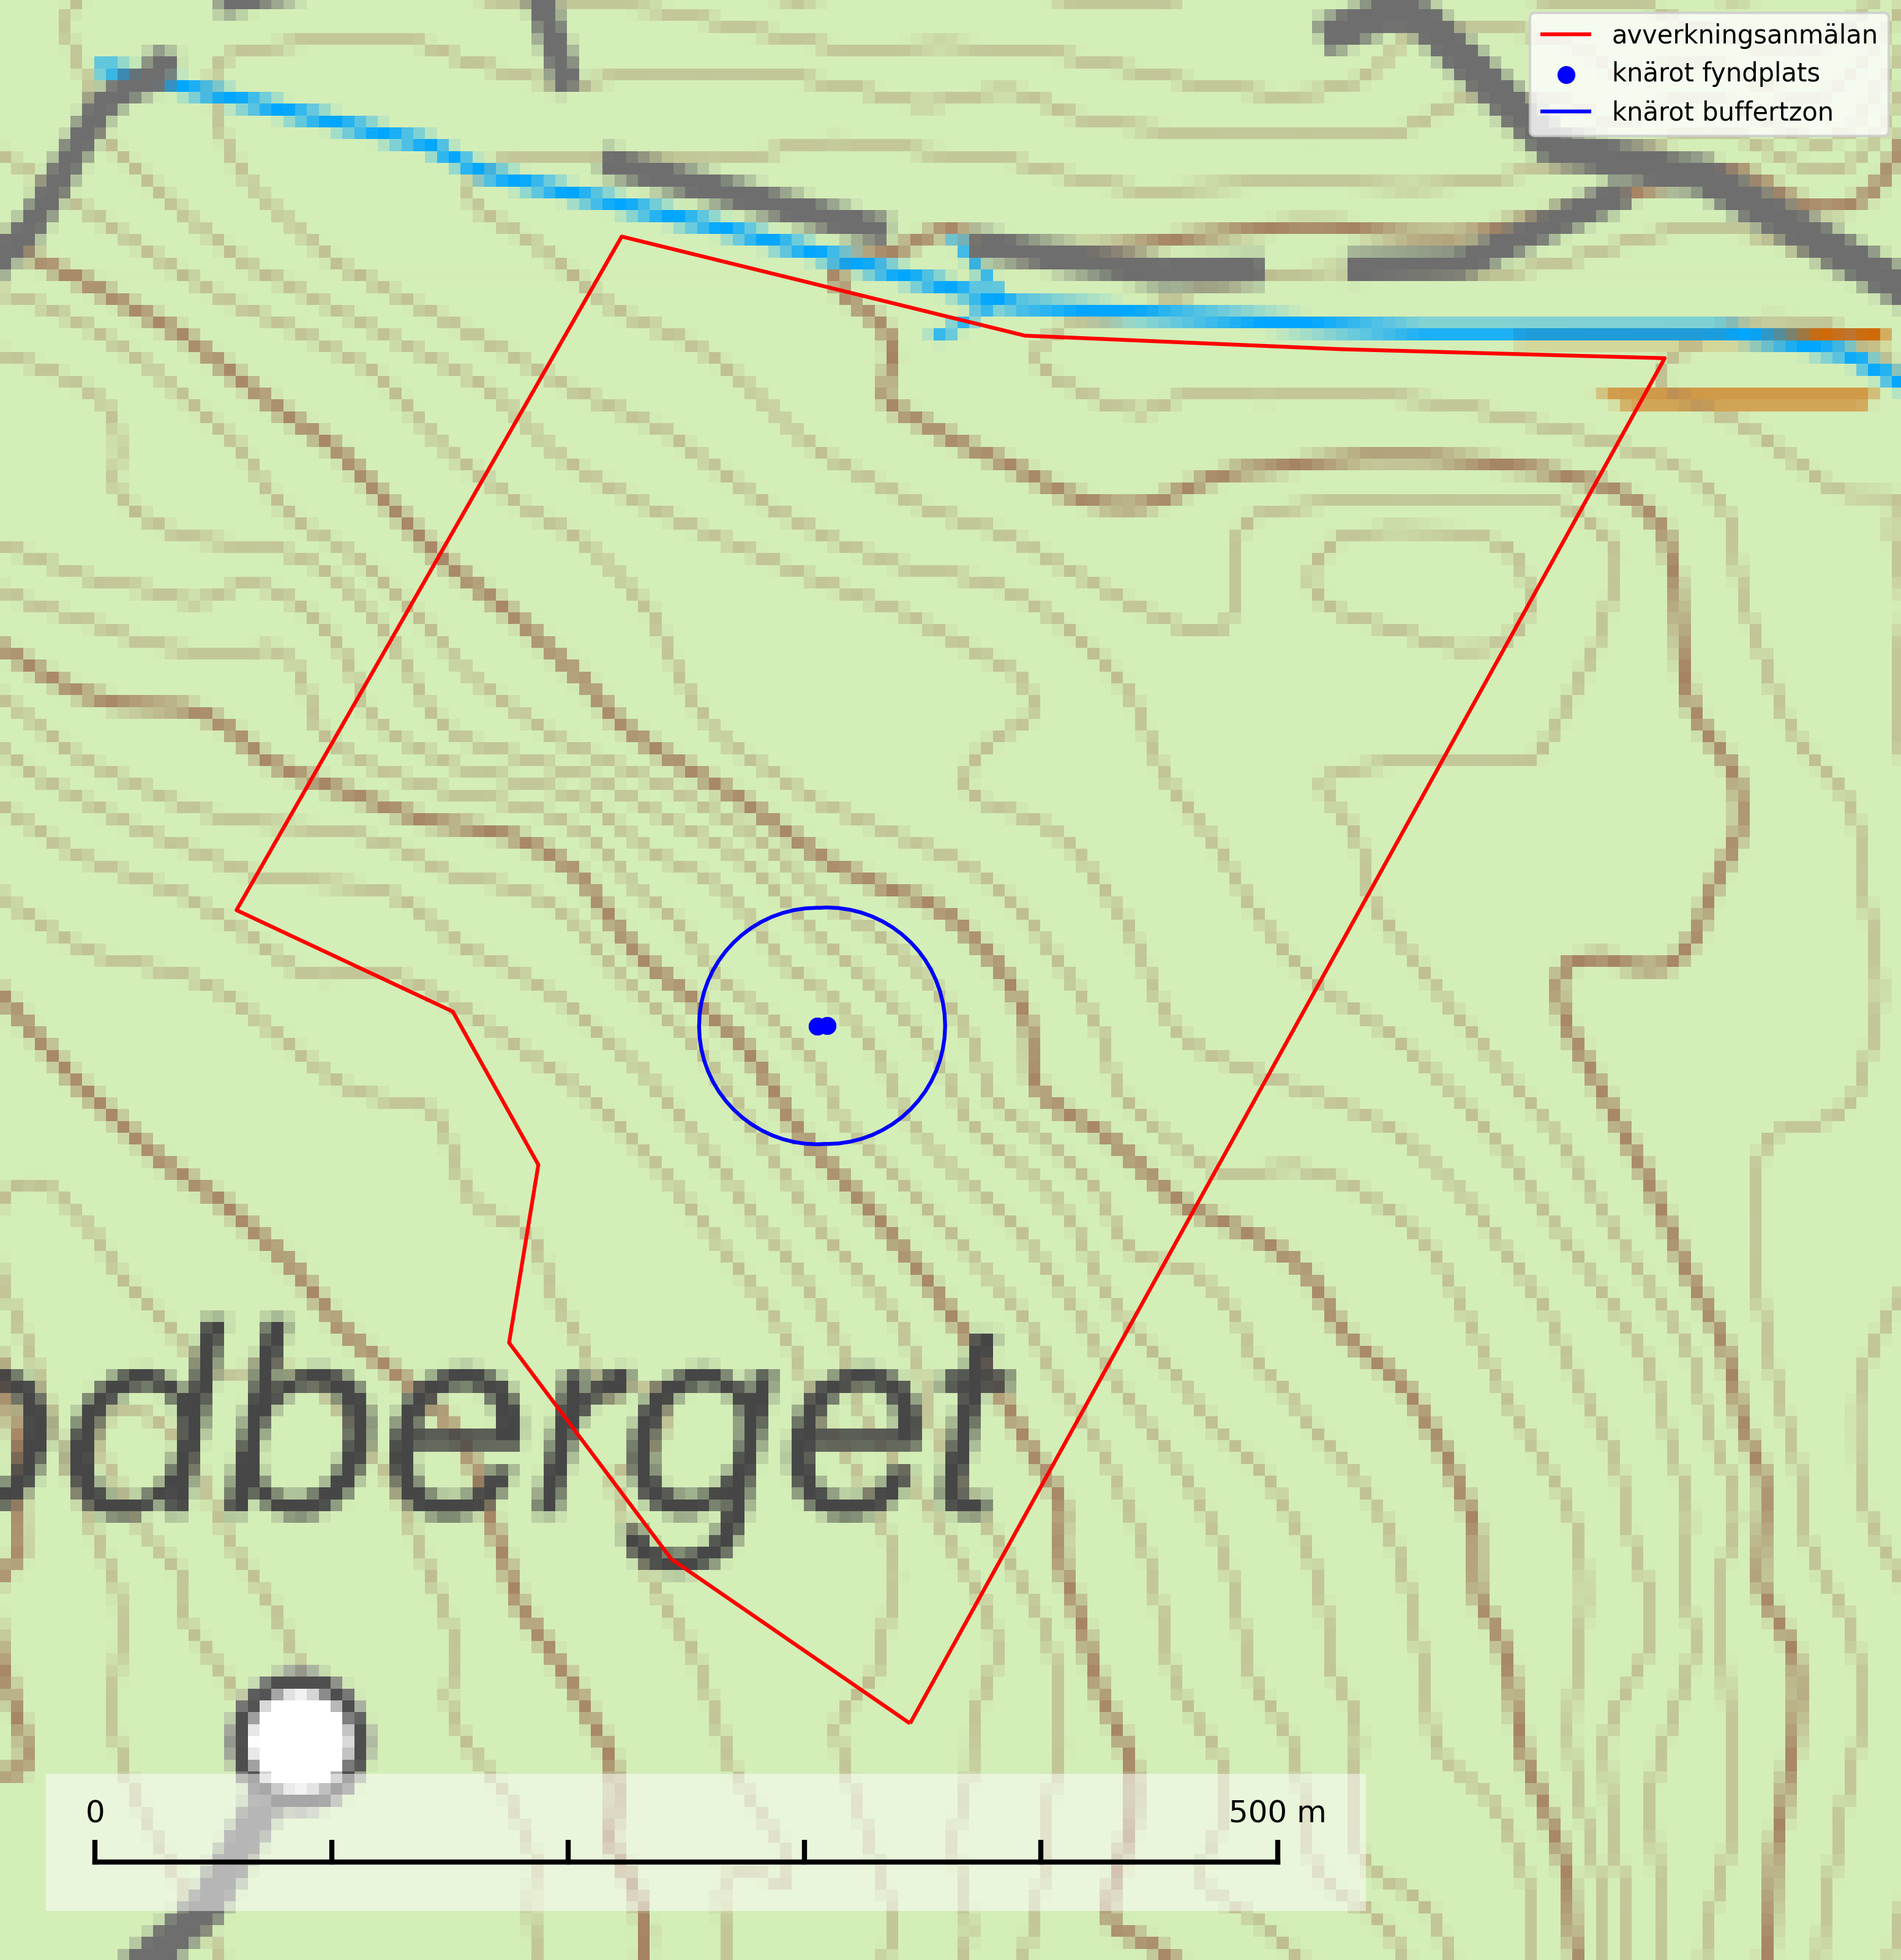 avverkningsanmälan
knärot fyndplats
knärot buffertzon
dberget
0 500 m